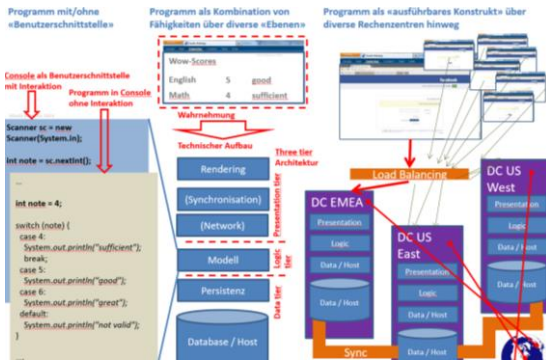 Programm mit/ohne
«Benutzerschnittstelle»
Console als Benutzerschnittstelle
mit Interaktion
Programm in Console
ohne Interaktion
Scanner sc = new
Scanner(System.in);
int note = sc.nextInt();
...
int note = 4;
switch (note) {
case 4:
System.out.println("sufficient");
break;
case 5:
System.out.println("good");
case 6:
System.out.println("great");
default:
System.out.println("not valid");
}
...
Programm als Kombination von
Fähigkeiten über diverse «Ebenen»
Wow-Scores
English 5 good
Math 4 sufficient
Wahrnehmung
Technischer Aufbau
Three tier
Architektur
Rendering
(Synchronisation)
(Network)
Presentation tier
Modell
Logic
tier
Persistenz
Database / Host
Data tier
Programm als «ausführbares Konstrukt» über
diverse Rechenzentren hinweg
Load Balancing
DC EMEA
Presentation
Logic
Data / Host
Data / Host
DC US
East
Presentation
Logic
Data / Host
Data / Host
DC US
West
Presentation
Logic
Data / Host
Data / Host
Sync